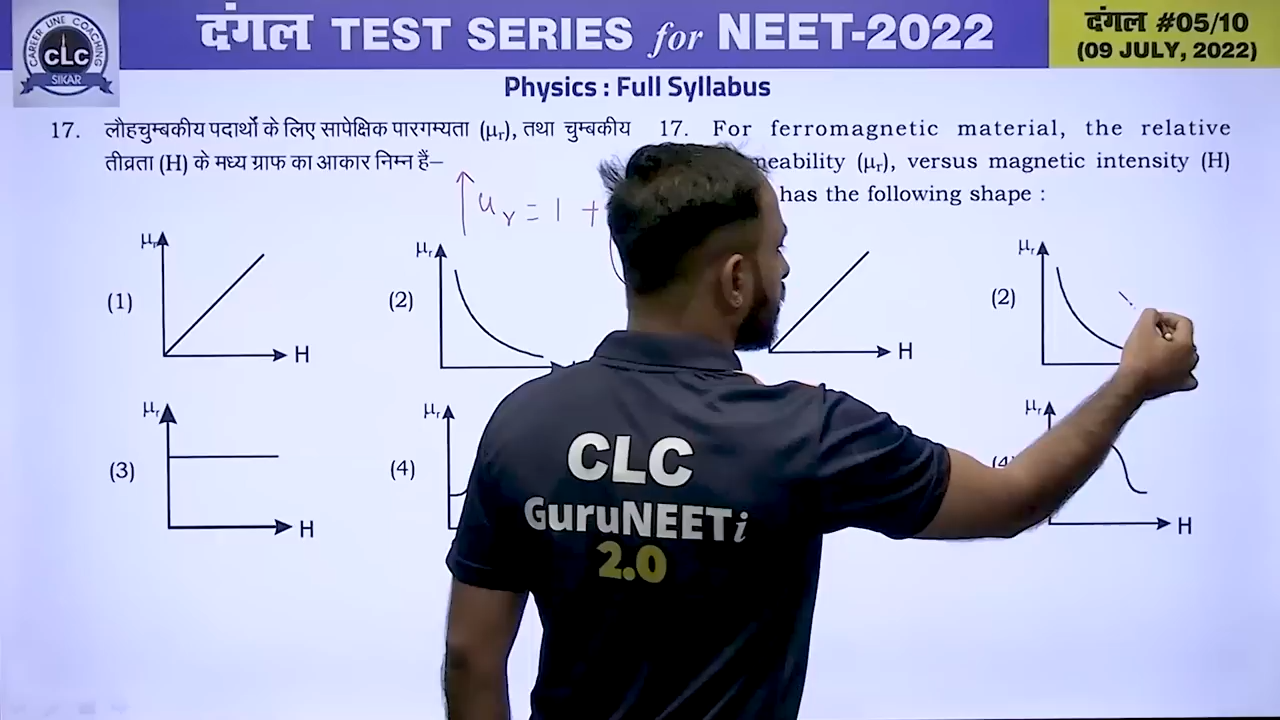 दंगल TEST SERIES for NEET-2022
दंगल #05/10
(09 JULY, 2022)
CAREER LINE COACHING
CLC
SIKAR
Physics : Full Syllabus
17. लौहचुम्बकीय पदार्थों के लिए सापेक्षिक पारगम्यता (μr), तथा चुम्बकीय
तीव्रता (H) के मध्य ग्राफ का आकार निम्न हैं–
17. For ferromagnetic material, the relative
(μr), versus magnetic intensity (H)
has the following shape :
μr = 1 +
(1) μr H
(2) μr
(3) μr H
(4) μr
H
(2) μr
μr H
CLC
GuruNEETi
2.0